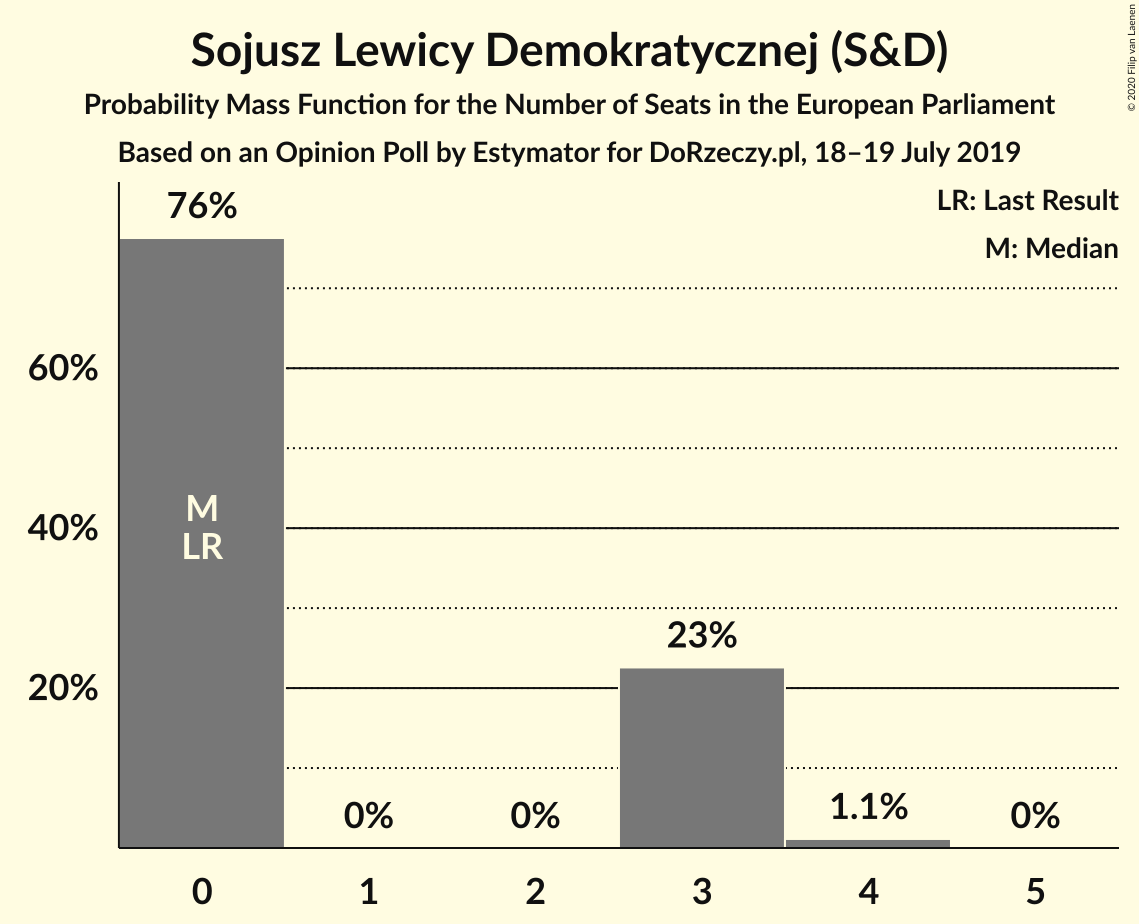 Sojusz Lewicy Demokratycznej (S&D)
Probability Mass Function for the Number of Seats in the European Parliament
Based on an Opinion Poll by Estymator for DoRzeczy.pl, 18–19 July 2019
© 2020 Filip van Laenen
LR: Last Result
M: Median
76%
60%
40%
20%
M
LR
0%
0%
23%
1.1%
0%
0
1
2
3
4
5